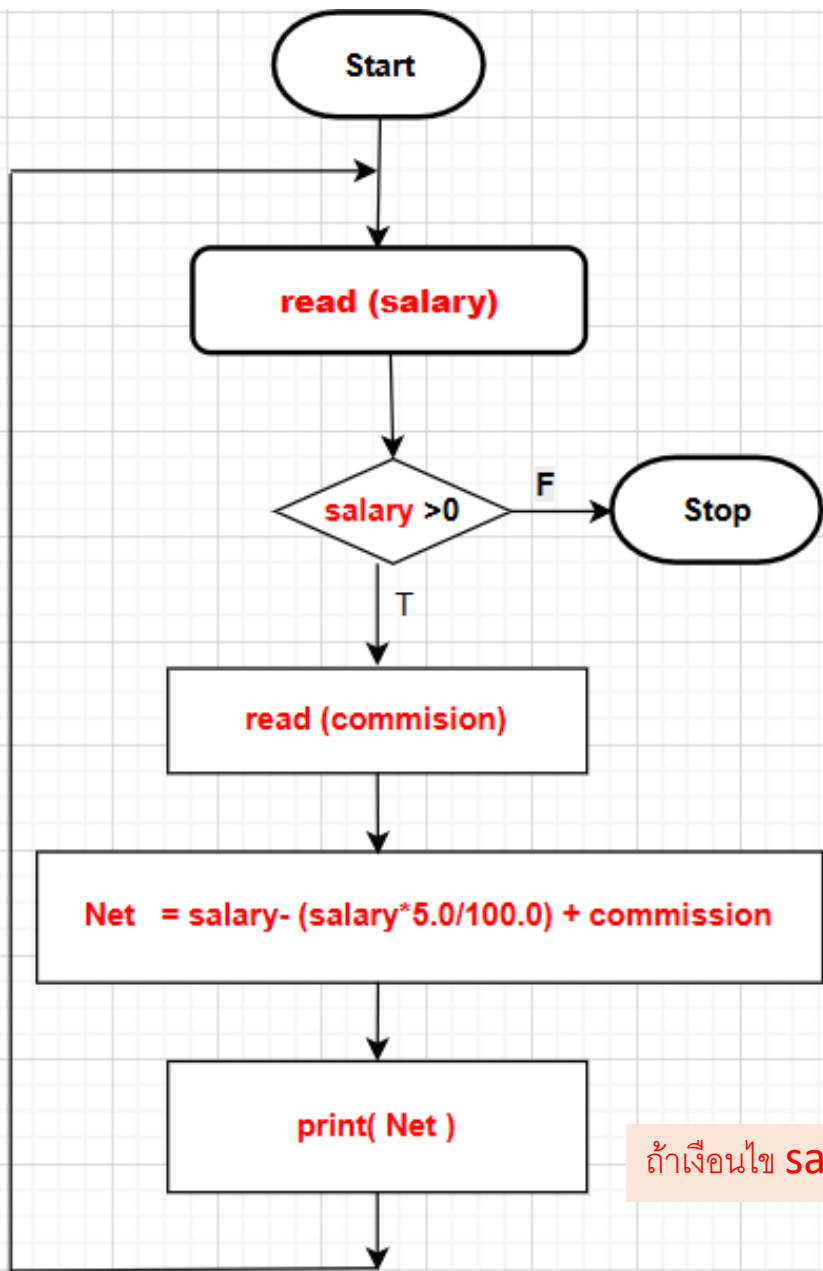 Start
read (salary)
salary >0
F
Stop
T
read (commision)
Net = salary- (salary*5.0/100.0) + commission
print( Net )
ถ้าเงือนไข sa